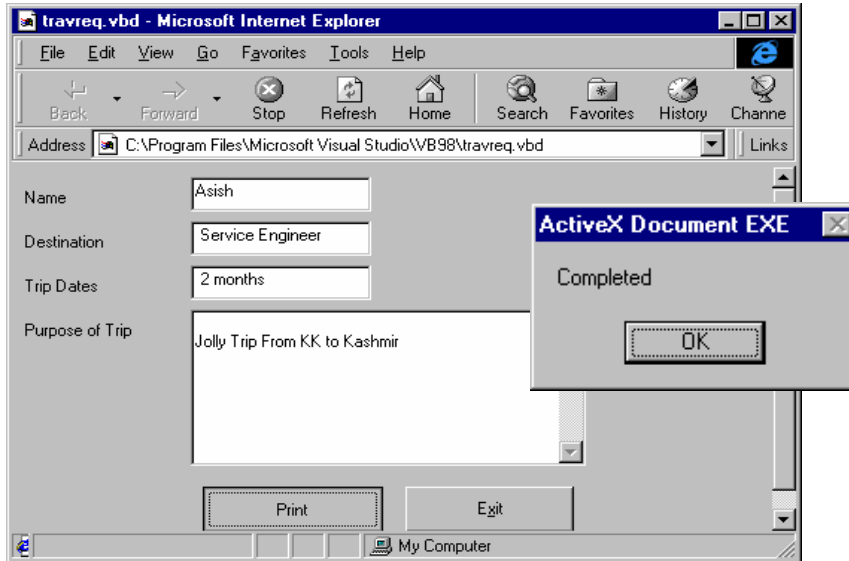 travreq.vbd - Microsoft Internet Explorer
File Edit View Go Favorites Tools Help
Back Forward Stop Refresh Home Search Favorites History Channe
Address C:\Program Files\Microsoft Visual Studio\VB98\travreq.vbd Links
Name Asish
Destination Service Engineer
Trip Dates 2 months
Purpose of Trip
Jolly Trip From KK to Kashmir
Print Exit
My Computer
ActiveX Document EXE
Completed
OK